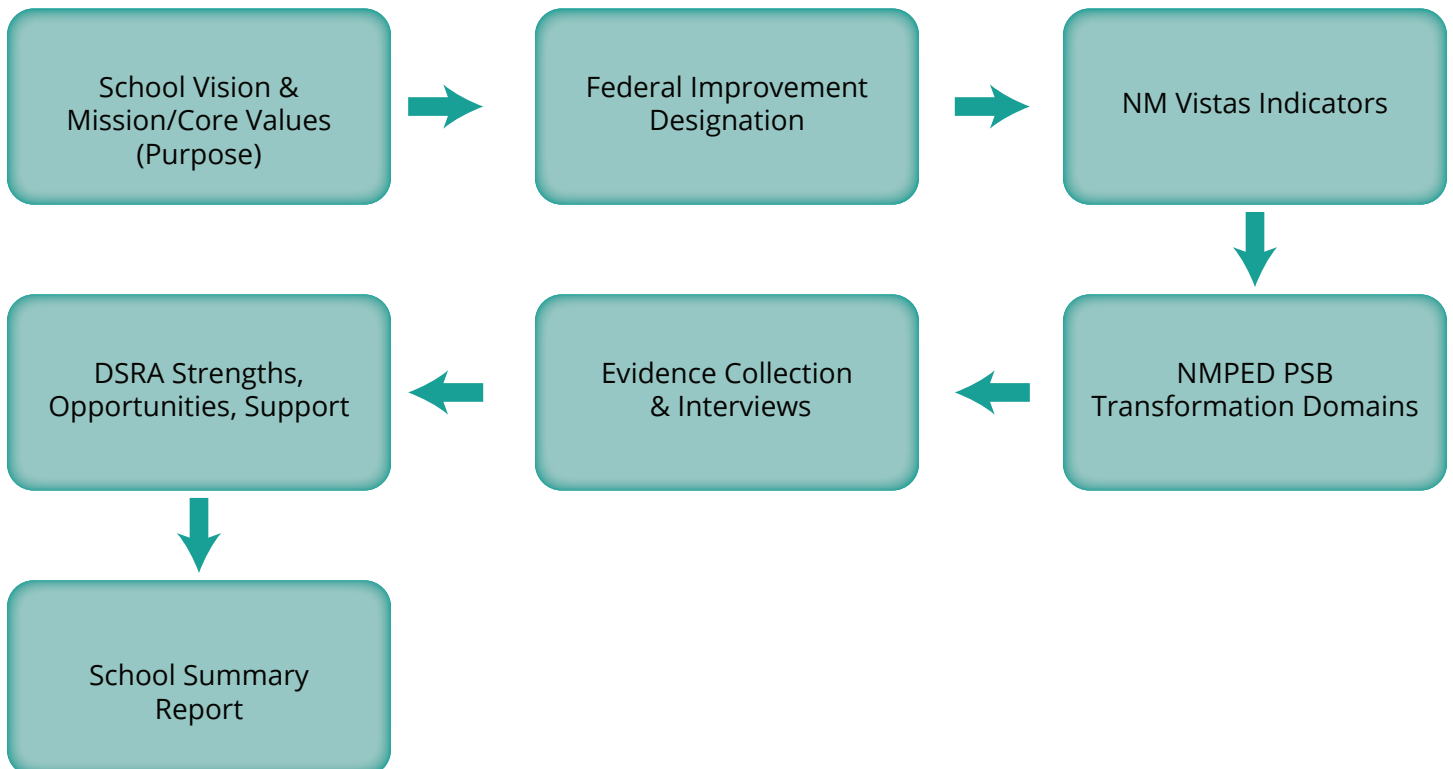 School Vision &
Mission/Core Values
(Purpose)
Federal Improvement
Designation
NM Vistas Indicators
NMPED PSB
Transformation Domains
Evidence Collection
& Interviews
DSRA Strengths,
Opportunities, Support
School Summary
Report